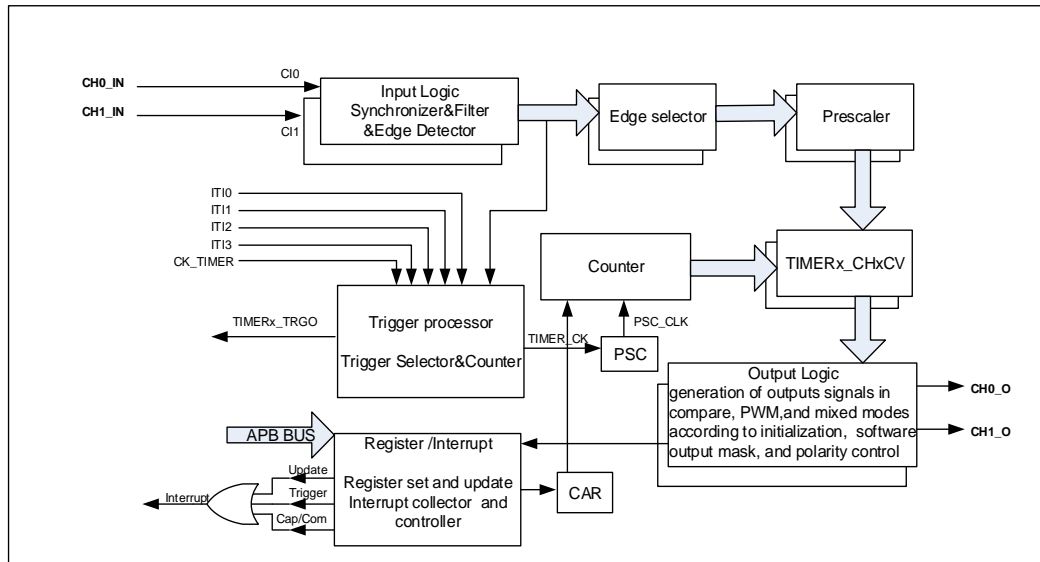 CH0_IN
CI0
CH1_IN
CI1
Input Logic
Synchronizer&Filter
&Edge Detector
Edge selector
Prescaler
ITI0
ITI1
ITI2
ITI3
CK_TIMER
Counter
TIMERx_CHxCV
TIMERx_TRGO
Trigger processor
Trigger Selector&Counter
TIMER_CK
PSC_CLK
PSC
Output Logic
generation of outputs signals in
compare, PWM,and mixed modes
according to initialization, software
output mask, and polarity control
CH0_O
CH1_O
APB BUS
Register /Interrupt
Register set and update
Interrupt collector and
controller
CAR
Interrupt
Update
Trigger
Cap/Com